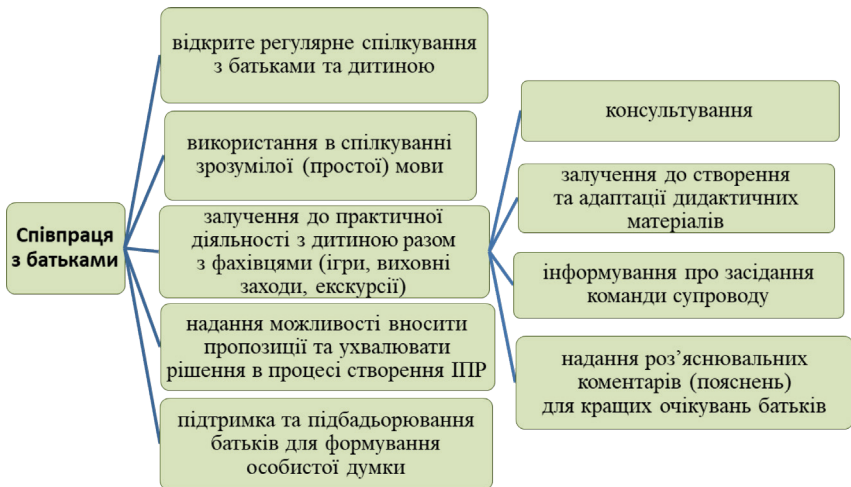 Співпраця
з батьками
відкрите регулярне спілкування
з батьками та дитиною
використання в спілкуванні
зрозумілої (простої) мови
залучення до практичної
діяльності з дитиною разом
з фахівцями (ігри, виховні
заходи, екскурсії)
надання можливості вносити
пропозиції та ухвалювати
рішення в процесі створення ІПР
підтримка та підбадьорювання
батьків для формування
особистої думки
консультування
залучення до створення
та адаптації дидактичних
матеріалів
інформування про засідання
команди супроводу
надання роз’яснювальних
коментарів (пояснень)
для кращих очікувань батьків